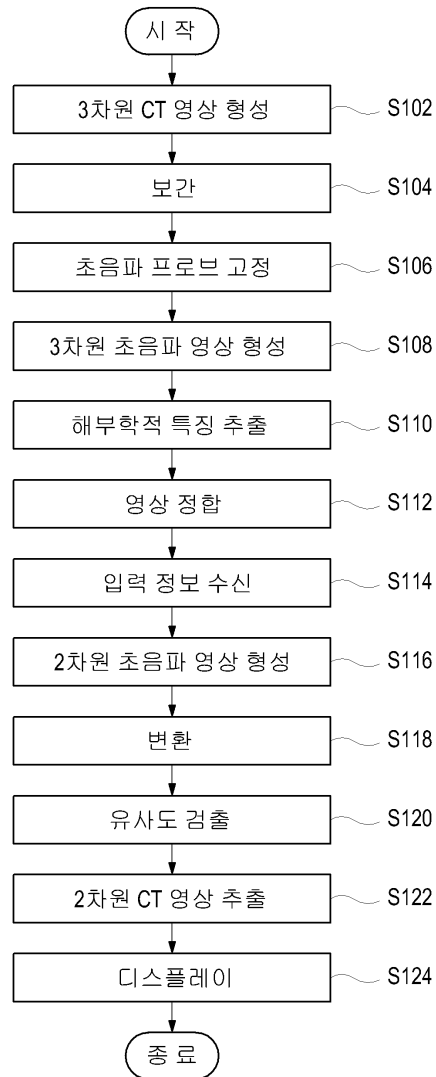 시 작
3차원 CT 영상 형성 S102
보간 S104
초음파 프로브 고정 S106
3차원 초음파 영상 형성 S108
해부학적 특징 추출 S110
영상 정합 S112
입력 정보 수신 S114
2차원 초음파 영상 형성 S116
변환 S118
유사도 검출 S120
2차원 CT 영상 추출 S122
디스플레이 S124
종 료